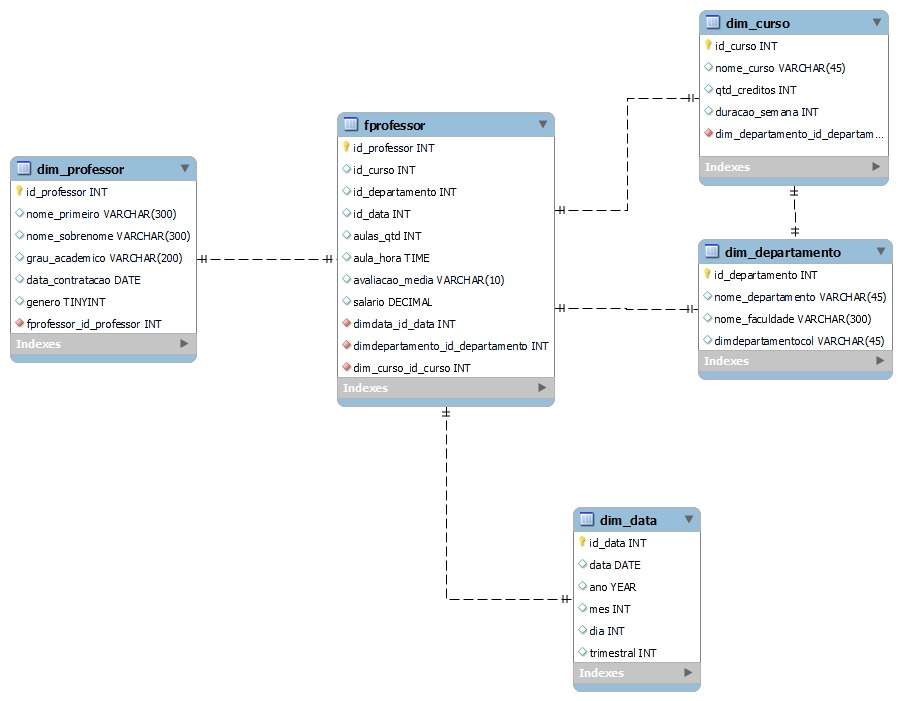 dim_curso
id_curso INT
nome_curso VARCHAR(45)
qtd_creditos INT
duracao_semana INT
dim_departamento_id_departam...
Indexes
fprofessor
id_professor INT
id_curso INT
id_departamento INT
id_data INT
aulas_qtd INT
aula_hora TIME
avaliacao_media VARCHAR(10)
salario DECIMAL
dimdata_id_data INT
dimdepartamento_id_departamento INT
dim_curso_id_curso INT
Indexes
dim_professor
id_professor INT
nome_primeiro VARCHAR(300)
nome_sobrenome VARCHAR(300)
grau_academico VARCHAR(200)
data_contratacao DATE
genero TINYINT
fprofessor_id_professor INT
Indexes
dim_departamento
id_departamento INT
nome_departamento VARCHAR(45)
nome_faculdade VARCHAR(300)
dimdepartamentocol VARCHAR(45)
Indexes
dim_data
id_data INT
data DATE
ano YEAR
mes INT
dia INT
trimestral INT
Indexes